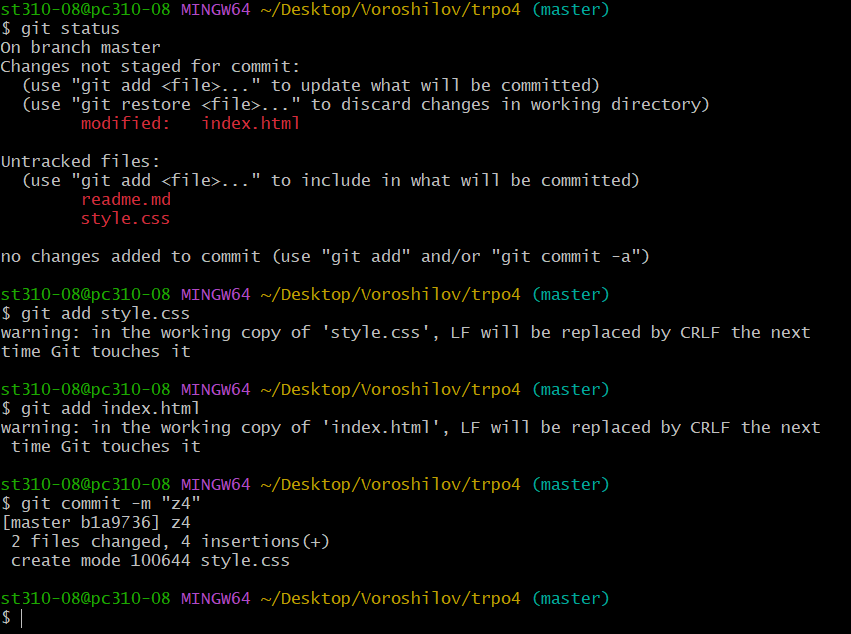 st310-08@pc310-08 MINGW64 ~/Desktop/Voroshilov/trpo4 (master)
$ git status
On branch master
Changes not staged for commit:
  (use "git add <file>..." to update what will be committed)
  (use "git restore <file>..." to discard changes in working directory)
        modified:   index.html

Untracked files:
  (use "git add <file>..." to include in what will be committed)
        readme.md
        style.css

no changes added to commit (use "git add" and/or "git commit -a")

st310-08@pc310-08 MINGW64 ~/Desktop/Voroshilov/trpo4 (master)
$ git add style.css
warning: in the working copy of 'style.css', LF will be replaced by CRLF the next
time Git touches it

st310-08@pc310-08 MINGW64 ~/Desktop/Voroshilov/trpo4 (master)
$ git add index.html
warning: in the working copy of 'index.html', LF will be replaced by CRLF the next
 time Git touches it

st310-08@pc310-08 MINGW64 ~/Desktop/Voroshilov/trpo4 (master)
$ git commit -m "z4"
[master b1a9736] z4
 2 files changed, 4 insertions(+)
 create mode 100644 style.css

st310-08@pc310-08 MINGW64 ~/Desktop/Voroshilov/trpo4 (master)
$